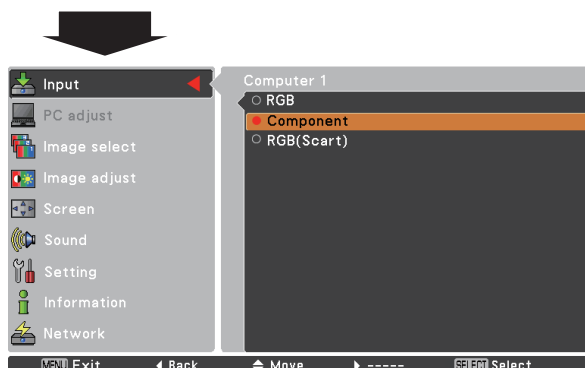 Input
Computer 1
RGB
PC adjust
Component
Image select
RGB(Scart)
Image adjust
Screen
Sound
Setting
Information
Network
MENU Exit ◀ Back Move ▶ ----- SELECT Select